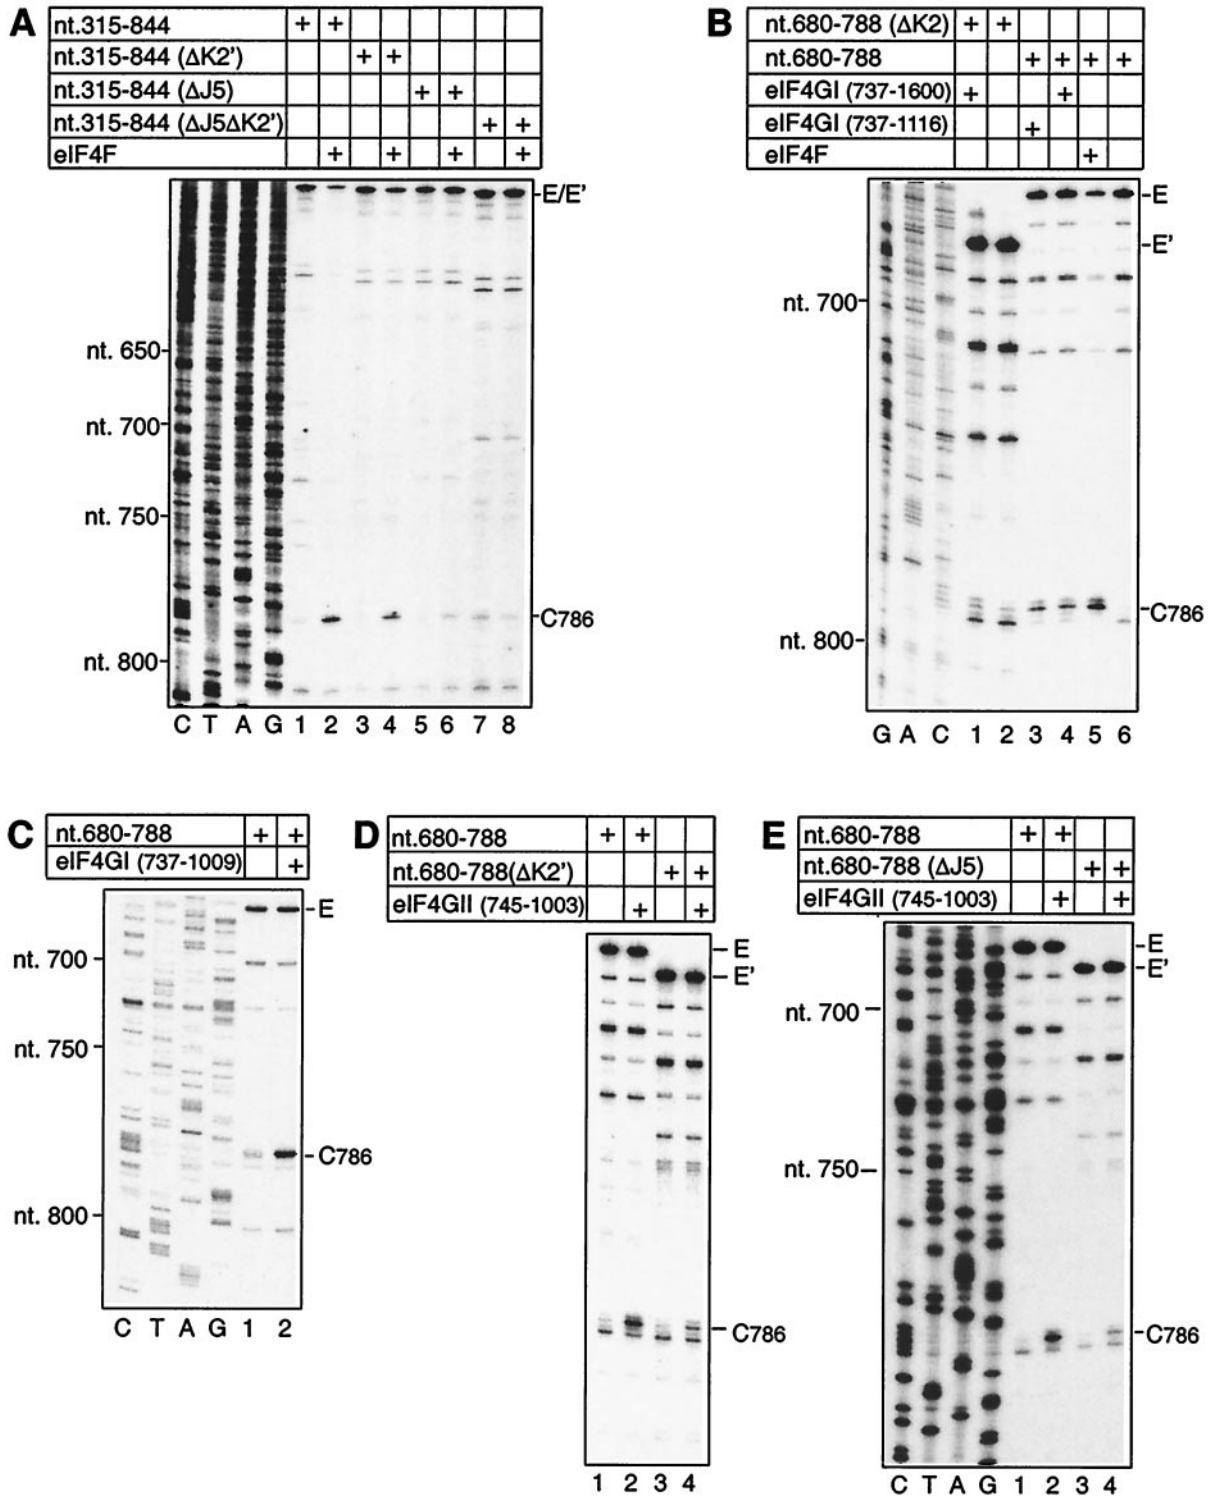 A
nt.315-844 + +
nt.315-844 (ΔK2') + +
nt.315-844 (ΔJ5) + +
nt.315-844 (ΔJ5ΔK2') + +
eIF4F + + + +
E/E'
nt. 650
nt. 700
nt. 750
C786
nt. 800
C T A G 1 2 3 4 5 6 7 8
B
nt.680-788 (ΔK2) + +
nt.680-788 + + + +
eIF4GI (737-1600) + +
eIF4GI (737-1116) +
eIF4F +
E
E'
nt. 700
C786
nt. 800
G A C 1 2 3 4 5 6
C
nt.680-788 + +
eIF4GI (737-1009) +
E
nt. 700
nt. 750
C786
nt. 800
C T A G 1 2
D
nt.680-788 + +
nt.680-788(ΔK2') + +
eIF4GII (745-1003) + +
E
E'
C786
1 2 3 4
E
nt.680-788 + +
nt.680-788 (ΔJ5) + +
eIF4GII (745-1003) + +
E
E'
nt. 700
nt. 750
C786
C T A G 1 2 3 4